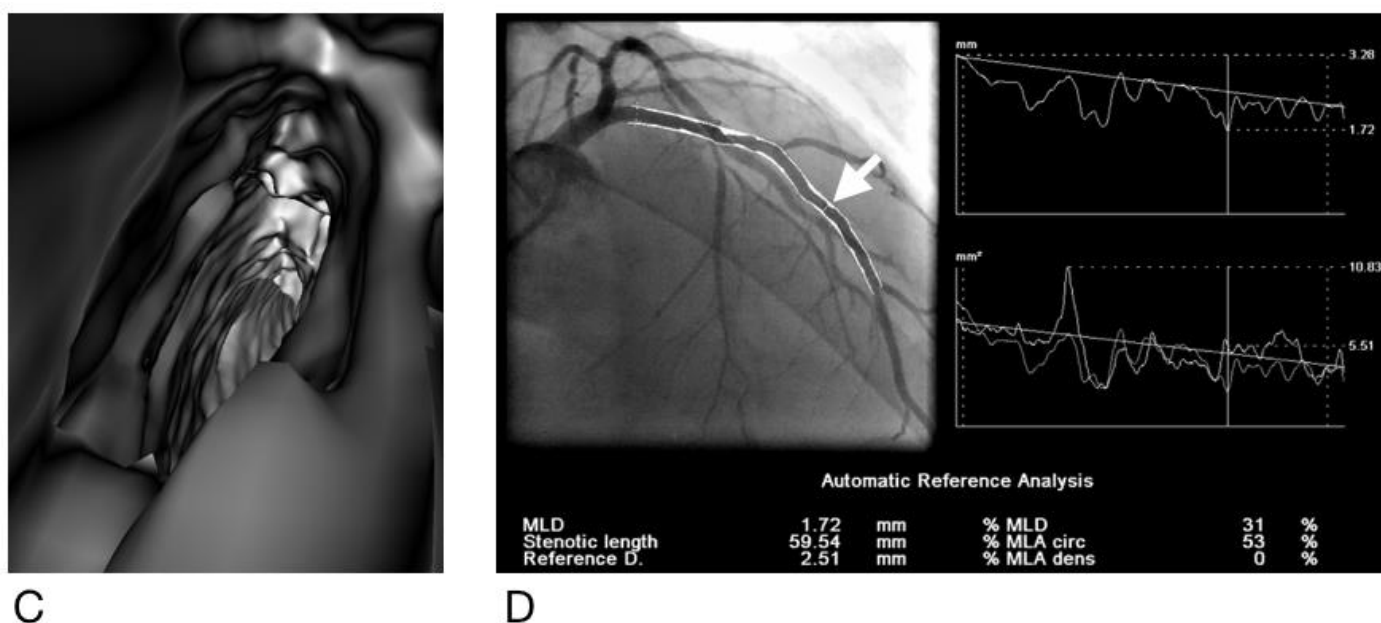 mm
3.28
1.72
mm²
10.83
5.51
Automatic Reference Analysis
MLD 1.72 mm % MLD 31 %
Stenotic length 59.54 mm % MLA circ 53 %
Reference D. 2.51 mm % MLA dens 0 %
C D